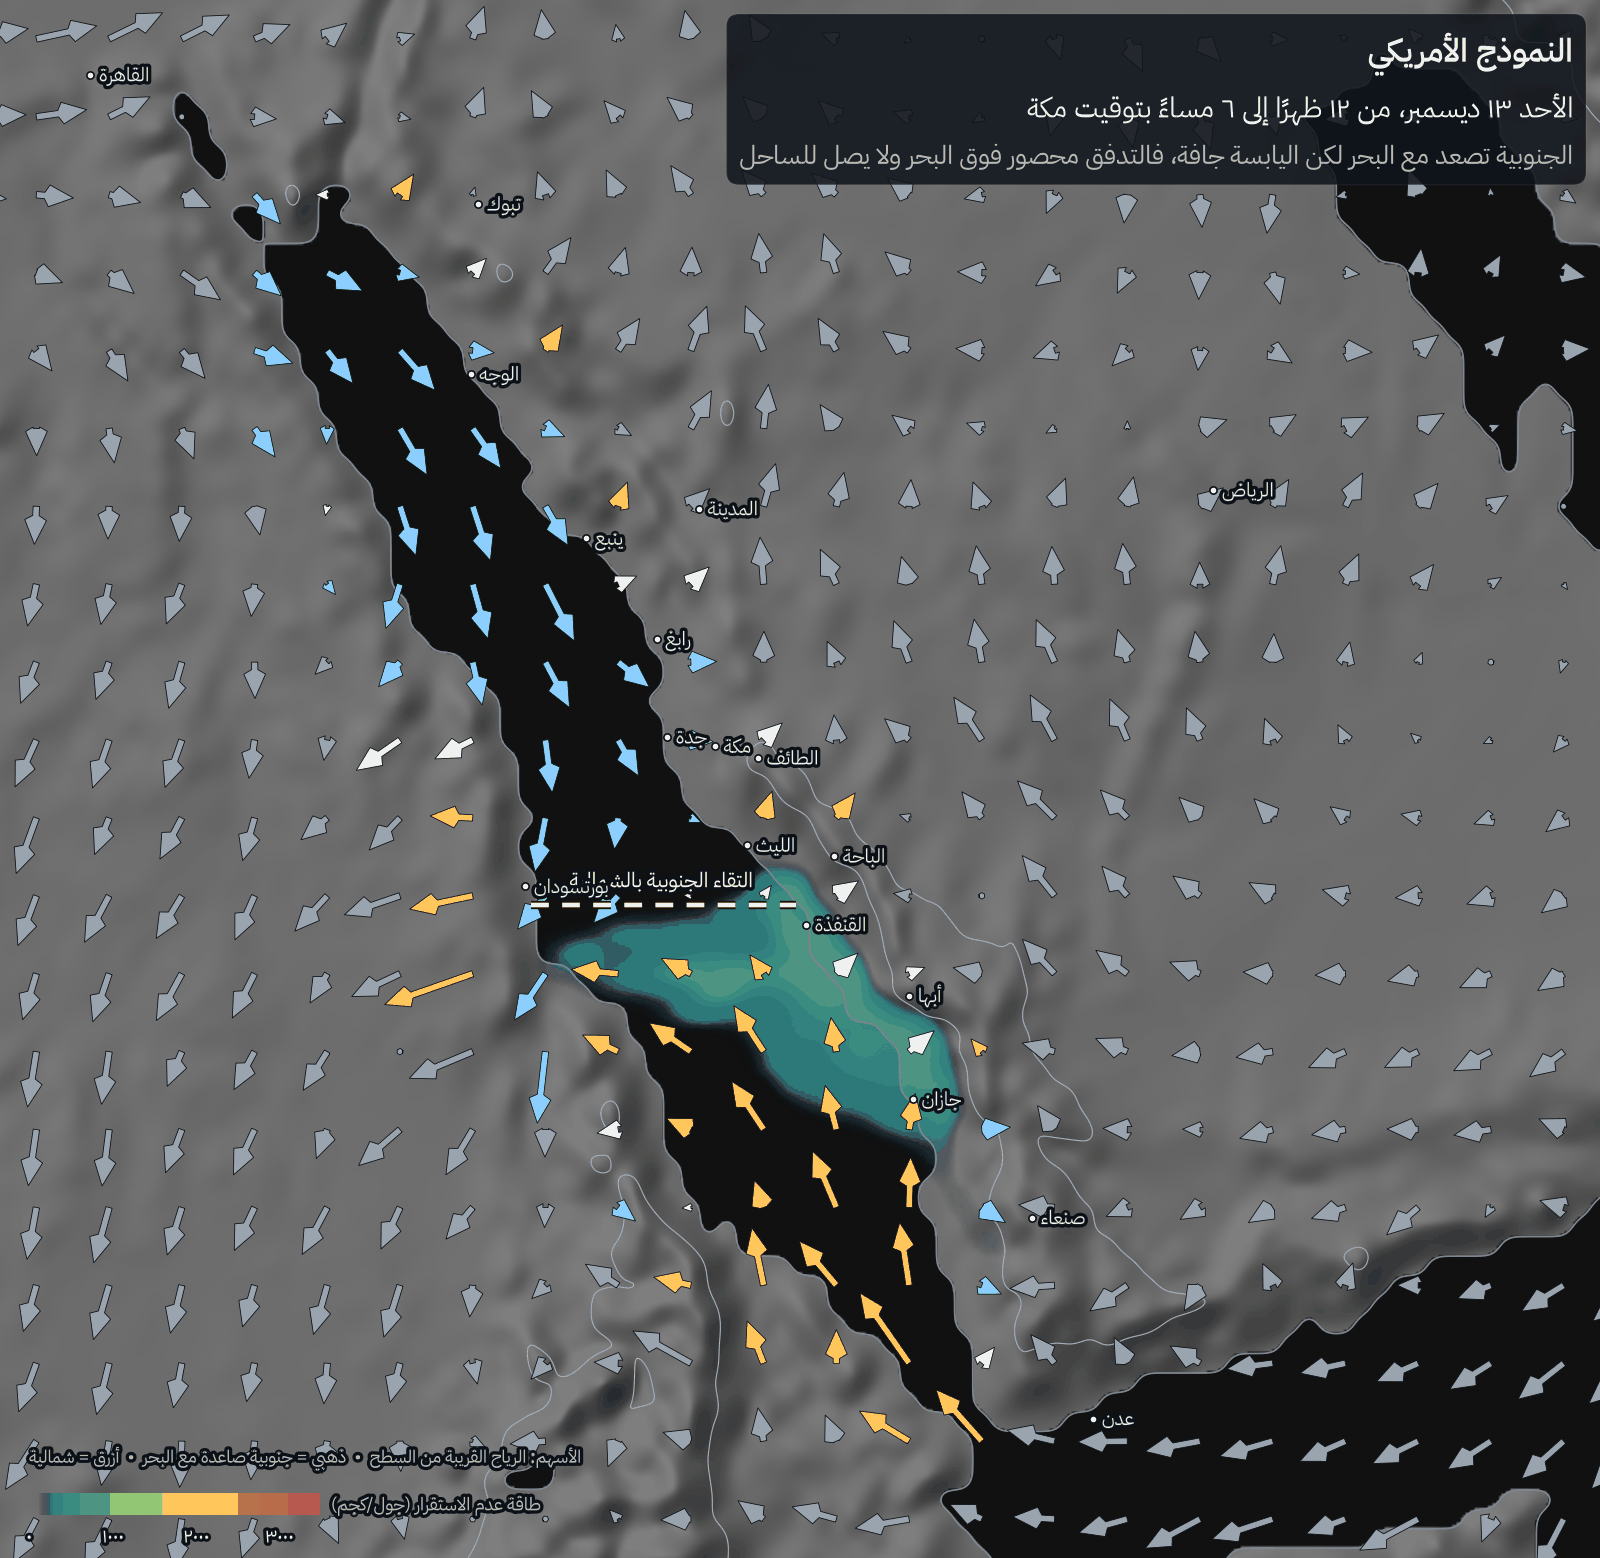 النموذج الأمريكي
الأحد ١٣ ديسمبر، من ١٢ ظهرًا إلى ٦ مساءً بتوقيت مكة
الجنوبية تصعد مع البحر لكن اليابسة جافة، فالتدفق محصور فوق البحر ولا يصل للساحل
القاهرة
تبوك
الوجه
الرياض
المدينة
ينبع
رابغ
جدة
مكة
الطائف
الليث
الباحة
التقاء الجنوبية
بورتسودان
القنفذة
أبها
جازان
صنعاء
عدن
الأسهم: الرياح القريبة من السطح • ذهبي = جنوبية صاعدة مع البحر • أزرق = شمالية
طاقة عدم الاستقرار (جول/كجم)
٠ ١٠٠٠ ٢٠٠٠ ٣٠٠٠